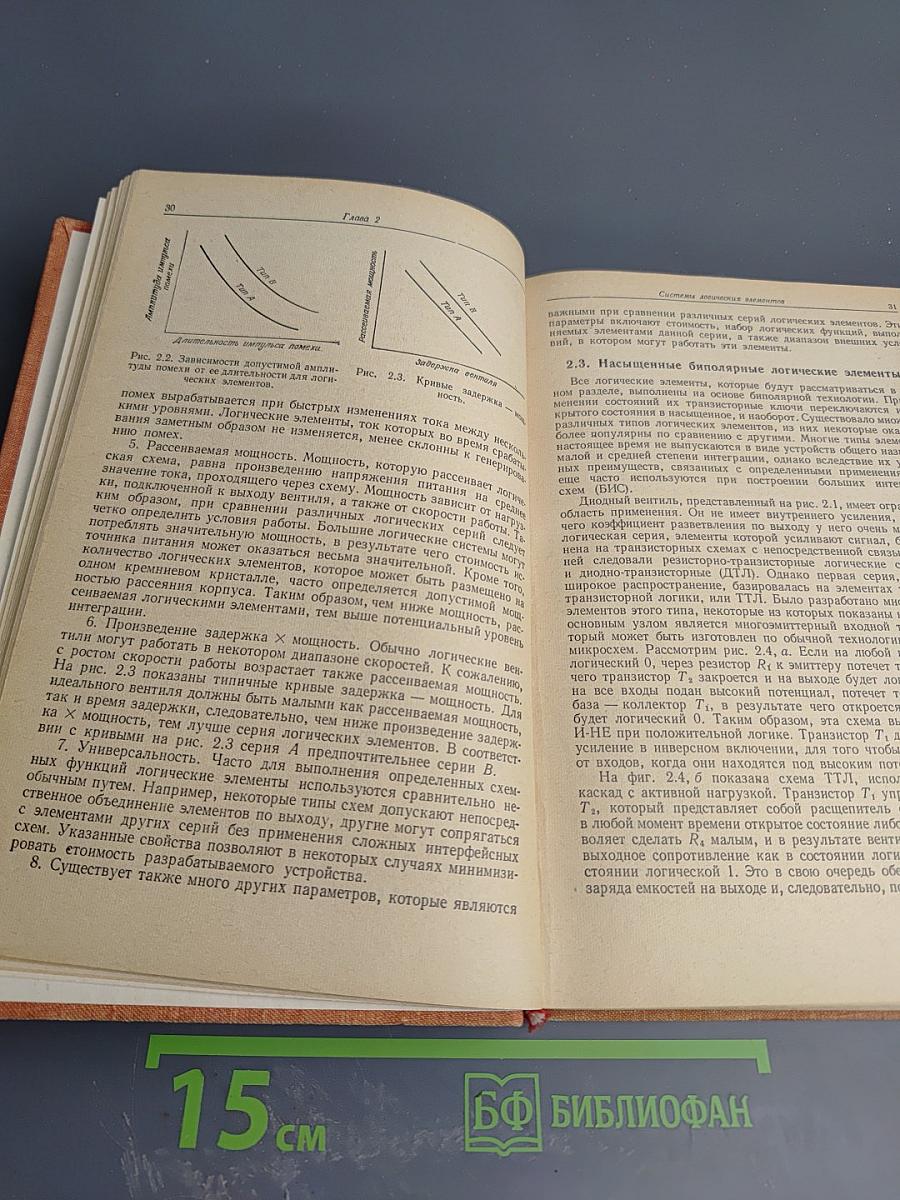 30
Глава 2
Амплитуда импульса
помехи
Тип B
Тип A
Длительность импульса помехи
Рис. 2.2. Зависимости допустимой ампли-
туды помехи от ее длительности для логи-
ческих элементов.
Рассеиваемая мощность
Тип B
Тип A
Задержка вентиля
Рис. 2.3. Кривые задержка — мощ-
ность.
помех вырабатывается при быстрых изменениях тока между несколь-
кими уровнями. Логические элементы, ток которых во время срабаты-
вания заметным образом не изменяется, менее склонны к генерирова-
нию помех.
5. Рассеиваемая мощность. Мощность, которую рассеивает логиче-
ская схема, равна произведению напряжения питания на среднее
значение тока, проходящего через схему. Мощность зависит от нагруз-
ки, подключенной к выходу вентиля, а также от скорости работы. Та-
ким образом, при сравнении различных логических серий следует
четко определить условия работы. Большие логические системы могут
потреблять значительную мощность, в результате чего стоимость ис-
точника питания может оказаться весьма значительной. Кроме того,
количество логических элементов, которое может быть размещено на
одном кремниевом кристалле, часто определяется допустимой мощ-
ностью рассеяния корпуса. Таким образом, чем ниже мощность, рас-
сеиваемая логическими элементами, тем выше потенциальный уровень
интеграции.
6. Произведение задержка × мощность. Обычно логические вен-
тили могут работать в некотором диапазоне скоростей. К сожалению,
с ростом скорости работы возрастает также рассеиваемая мощность.
На рис. 2.3 показаны типичные кривые задержка — мощность. Для
идеального вентиля должны быть малыми как рассеиваемая мощность,
так и время задержки, следовательно, чем ниже произведение задерж-
ка × мощность, тем лучше серия логических элементов. В соответст-
вии с кривыми на рис. 2.3 серия A предпочтительнее серии B.
7. Универсальность. Часто для выполнения определенных схем-
ных функций логические элементы используются сравнительно не-
обычным путем. Например, некоторые типы схем допускают непосред-
ственное объединение элементов по выходу, другие могут сопрягаться
с элементами других серий без применения сложных интерфейсных
схем. Указанные свойства позволяют в некоторых случаях минимизи-
ровать стоимость разрабатываемого устройства.
8. Существует также много других параметров, которые являются
Системы логических элементов
31
важными при сравнении различных серий логических элементов. Эти
параметры включают стоимость, набор логических функций, выпол
няемых элементами данной серии, а также диапазон внешних усл
вий, в котором могут работать эти элементы.
2.3. Насыщенные биполярные логические элементы
Все логические элементы, которые будут рассматриваться в
ном разделе, выполнены на основе биполярной технологии. При
менении состояний их транзисторные ключи переключаются и
крытого состояния в насыщенное, и наоборот. Существовало мно
различных типов логических элементов, из них некоторые ока
более популярны по сравнению с другими. Многие типы элем
настоящее время не выпускаются в виде устройств общего наз
малой и средней степени интеграции, однако вследствие их у
ных преимуществ, связанных с определенными применения
еще часто используются при построении больших инте
схем (БИС).
Диодный вентиль, представленный на рис. 2.1, имеет огра
область применения. Он не имеет внутреннего усиления,
чего коэффициент разветвления по выходу у него очень м
логическая серия, элементы которой усиливают сигнал, б
нена на транзисторных схемах с непосредственной связь
ней следовали резисторно-транзисторные логические с
и диодно-транзисторные (ДТЛ). Однако первая серия,
широкое распространение, базировалась на элементах
транзисторной логики, или ТТЛ. Было разработано мно
элементов этого типа, некоторые из которых показаны н
основным узлом является многоэмиттерный входной т
торый может быть изготовлен по обычной технологии
микросхем. Рассмотрим рис. 2.4, а. Если на любой
логический 0, через резистор R₁ к эмиттеру потечет т
чего транзистор T₂ закроется и на выходе будет лог
на все входы подан высокий потенциал, потечет т
база — коллектор T₁, в результате чего откроется
будет логический 0. Таким образом, эта схема вы
И-НЕ при положительной логике. Транзистор T₁ д
усиление в инверсном включении, для того чтобы
от входов, когда они находятся под высоким поте
На фиг. 2.4, б показана схема ТТЛ, испол
каскад с активной нагрузкой. Транзистор T₁ упр
T₂, который представляет собой расщепитель
в любой момент времени открытое состояние либо
воляет сделать R₄ малым, и в результате венти
выходное сопротивление как в состоянии логи
стоянии логической 1. Это в свою очередь обе
заряда емкостей на выходе и, следовательно, по
15 см
БФ БИБЛИОФАН